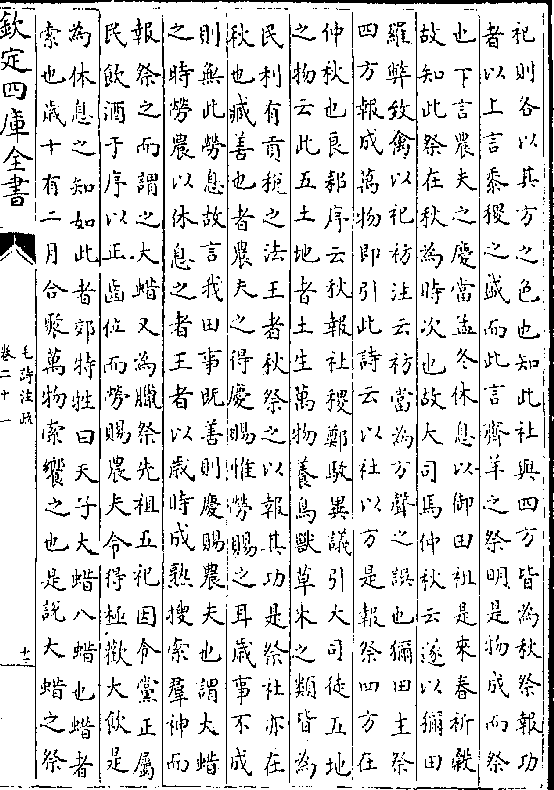 祀則各以其方之色也知此社與四方皆為秋祭報功
者以上言黍稷之盛而此言齊羊之祭明是物成而祭
也下言農夫之慶當孟冬休息以御田祖是來春祈穀
故知此祭在秋為時次也故大司馬仲秋云遂以獮田
羅弊致禽以祀祊注云祊當為方聲之誤也獮田主祭
四方報成萬物即引此詩云以社以方是報祭四方在
仲秋也良耜序云秋報社稷鄭駮異議引大司徒五地
之物云此五土地者土生萬物養鳥獸草木之類皆為
民利有貢稅之法王者秋祭之以報其功是祭社亦在
秋也臧善也者農夫之得慶賜惟勞賜之耳歲事不成
則無此勞息故言我田事既善則慶賜農夫也謂大蜡
之時勞農以休息之者王者以歲時成熟搜索羣神而
報祭之而謂之大蜡又為臘祭先祖五祀因令黨正屬
民飲酒于序以正齒位而勞賜農夫令得極歡大飲是
為休息之知如此者郊特牲曰天子大蜡八蜡也蜡者
索也歲十有二月合聚萬物索饗之也是說大蜡之祭
欽定四庫全書
毛詩注疏
卷二十一
十二